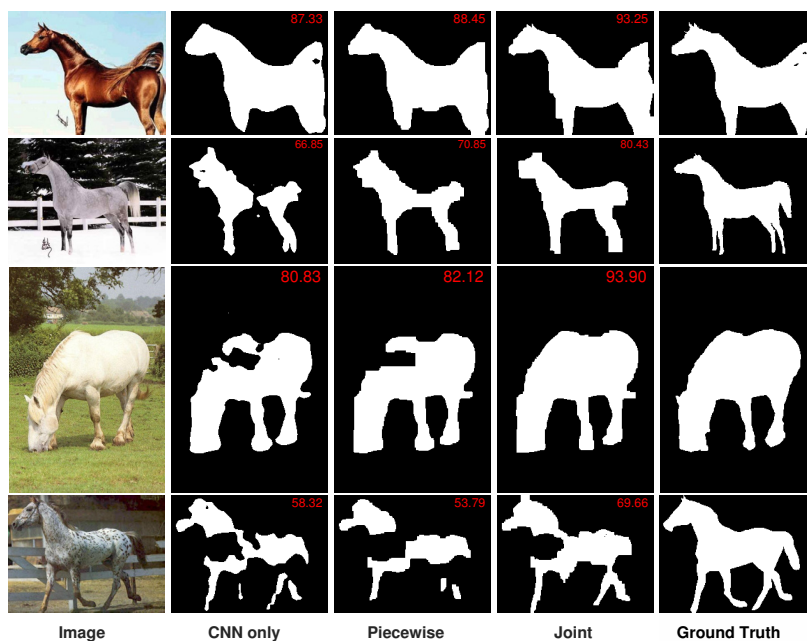 87.33 88.45 93.25
66.85 70.85 80.43
80.83 82.12 93.90
58.32 53.79 69.66
Image CNN only Piecewise Joint Ground Truth